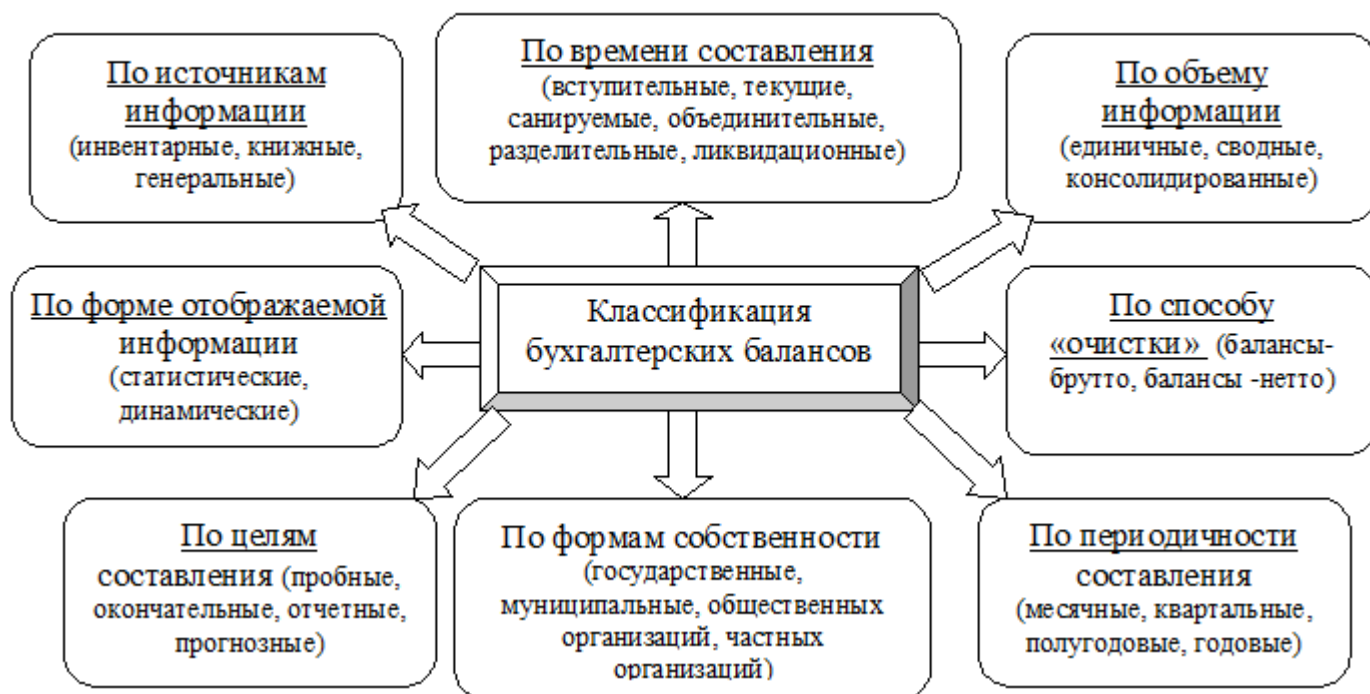 По источникам
информации
(инвентарные, книжные,
генеральные)
По времени составления
(вступительные, текущие,
санируемые, объединительные,
разделительные, ликвидационные)
По объему
информации
(единичные, сводные,
консолидированные)
По форме отображаемой
информации
(статистические,
динамические)
Классификация
бухгалтерских балансов
По способу
«очистки» (балансы-
брутто, балансы -нетто)
По целям
составления (пробные,
окончательные, отчетные,
прогнозные)
По формам собственности
(государственные,
муниципальные, общественных
организаций, частных
организаций)
По периодичности
составления
(месячные, квартальные,
полугодовые, годовые)